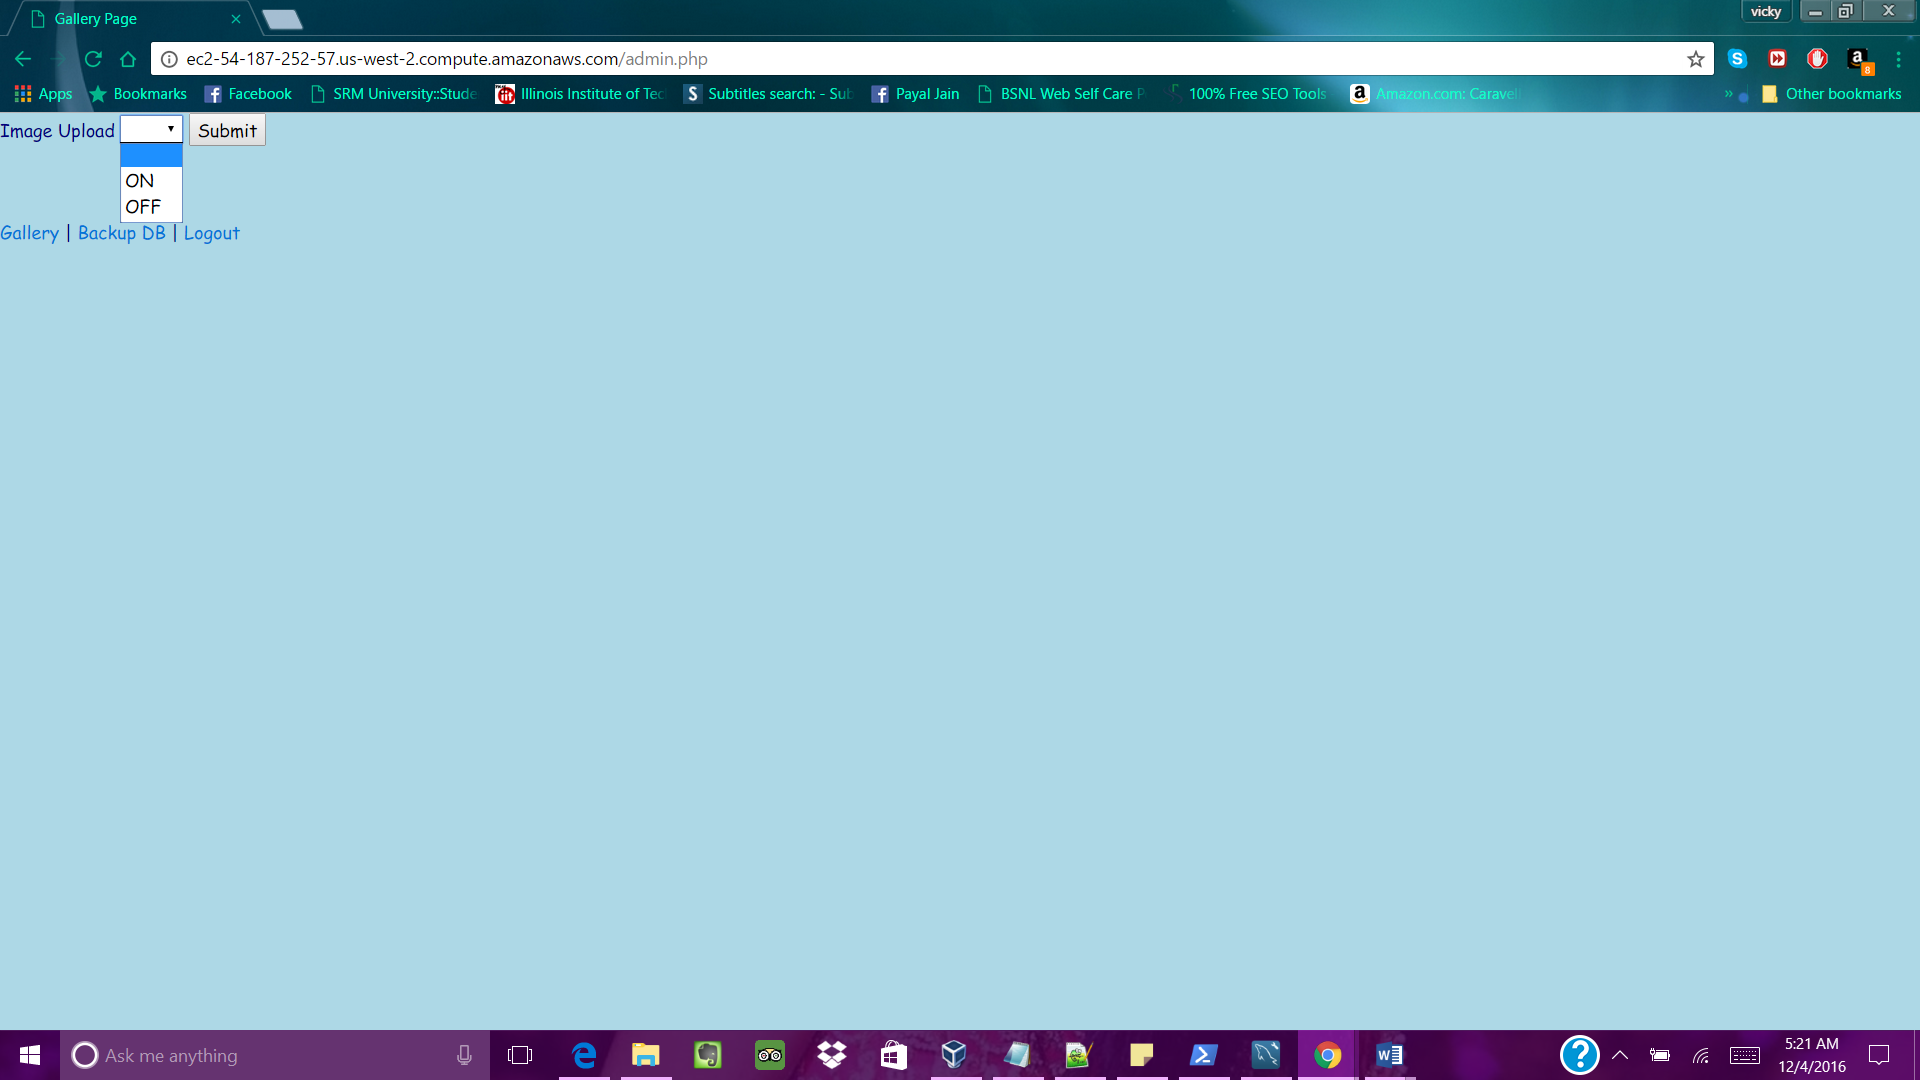 Gallery Page
vicky
ec2-54-187-252-57.us-west-2.compute.amazonaws.com/admin.php
Apps Bookmarks Facebook SRM University::Stude Illinois Institute of Tec Subtitles search: - Sub Payal Jain BSNL Web Self Care P 100% Free SEO Tools Amazon.com: Caravell » Other bookmarks
Image Upload Submit
ON
OFF
Gallery | Backup DB | Logout
Ask me anything
5:21 AM
12/4/2016